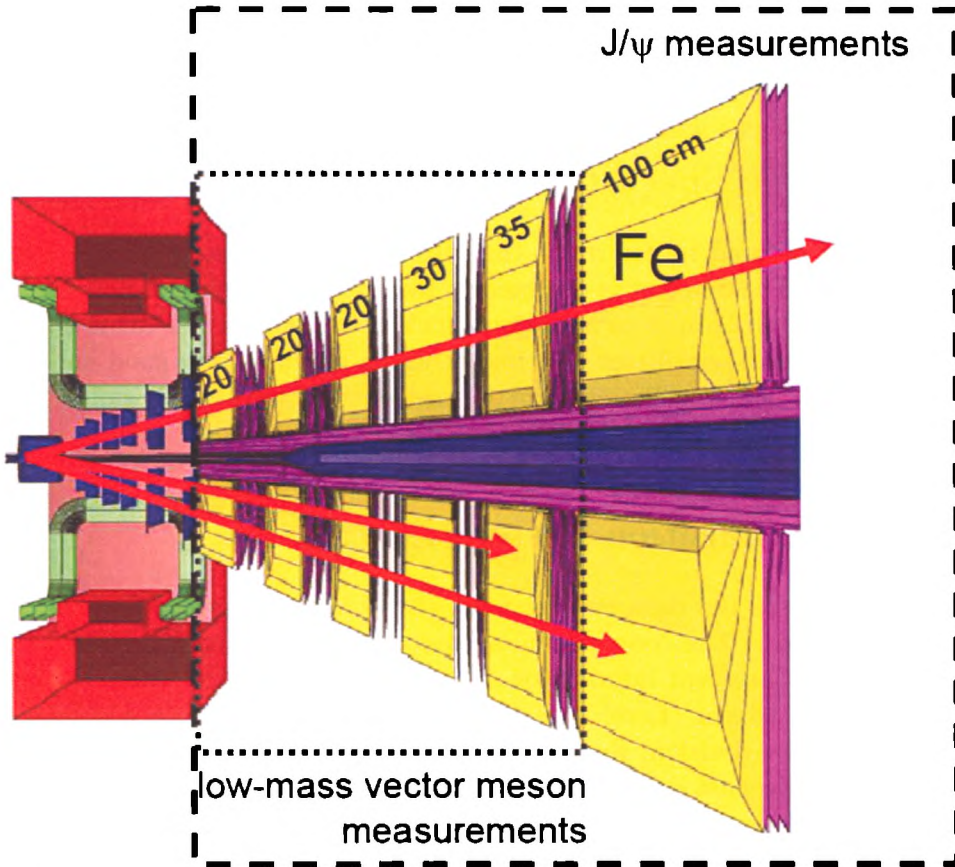 J/ψ measurements
100 cm
35
30
20
20
20
Fe
low-mass vector meson
measurements